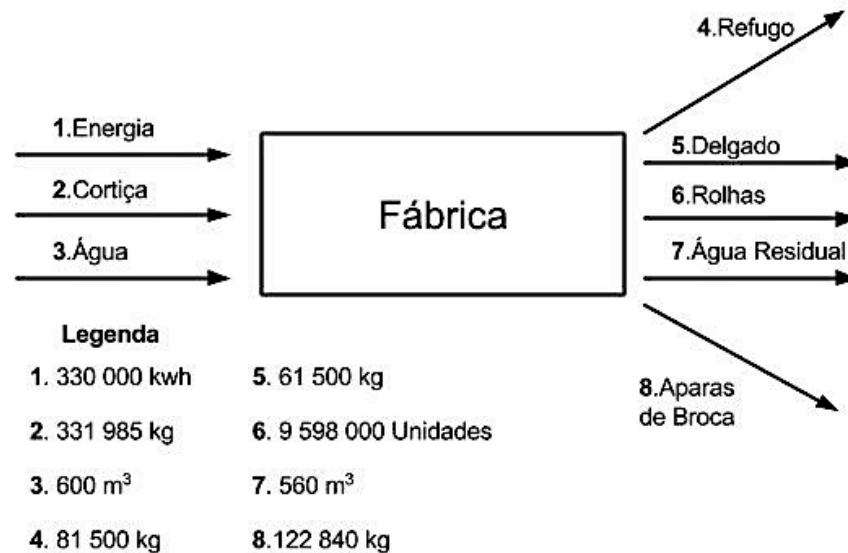 4.Refugo
1.Energia
2.Cortiça
3.Água
Fábrica
5.Delgado
6.Rolhas
7.Água Residual
8.Aparas
de Broca
Legenda
1. 330 000 kwh
2. 331 985 kg
3. 600 m³
4. 81 500 kg
5. 61 500 kg
6. 9 598 000 Unidades
7. 560 m³
8.122 840 kg